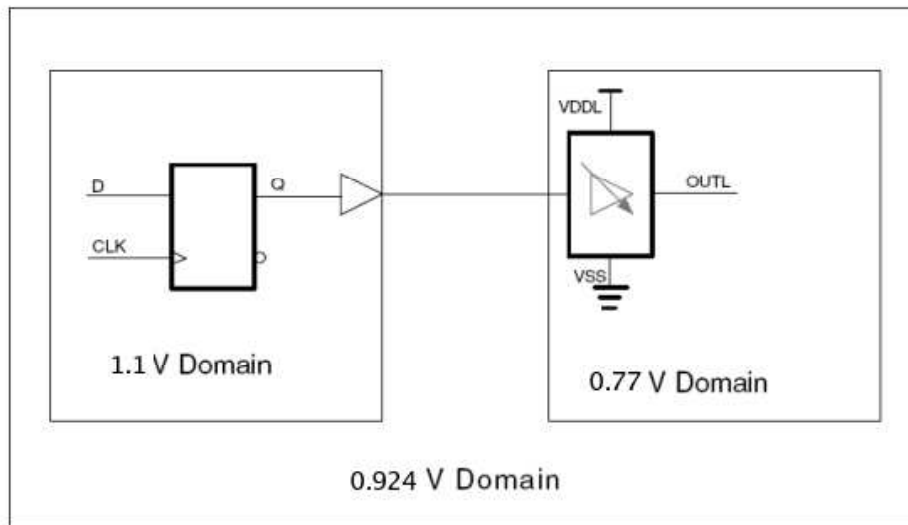 VDDL
D
Q
OUTL
CLK
VSS
1.1 V Domain
0.77 V Domain
0.924 V Domain